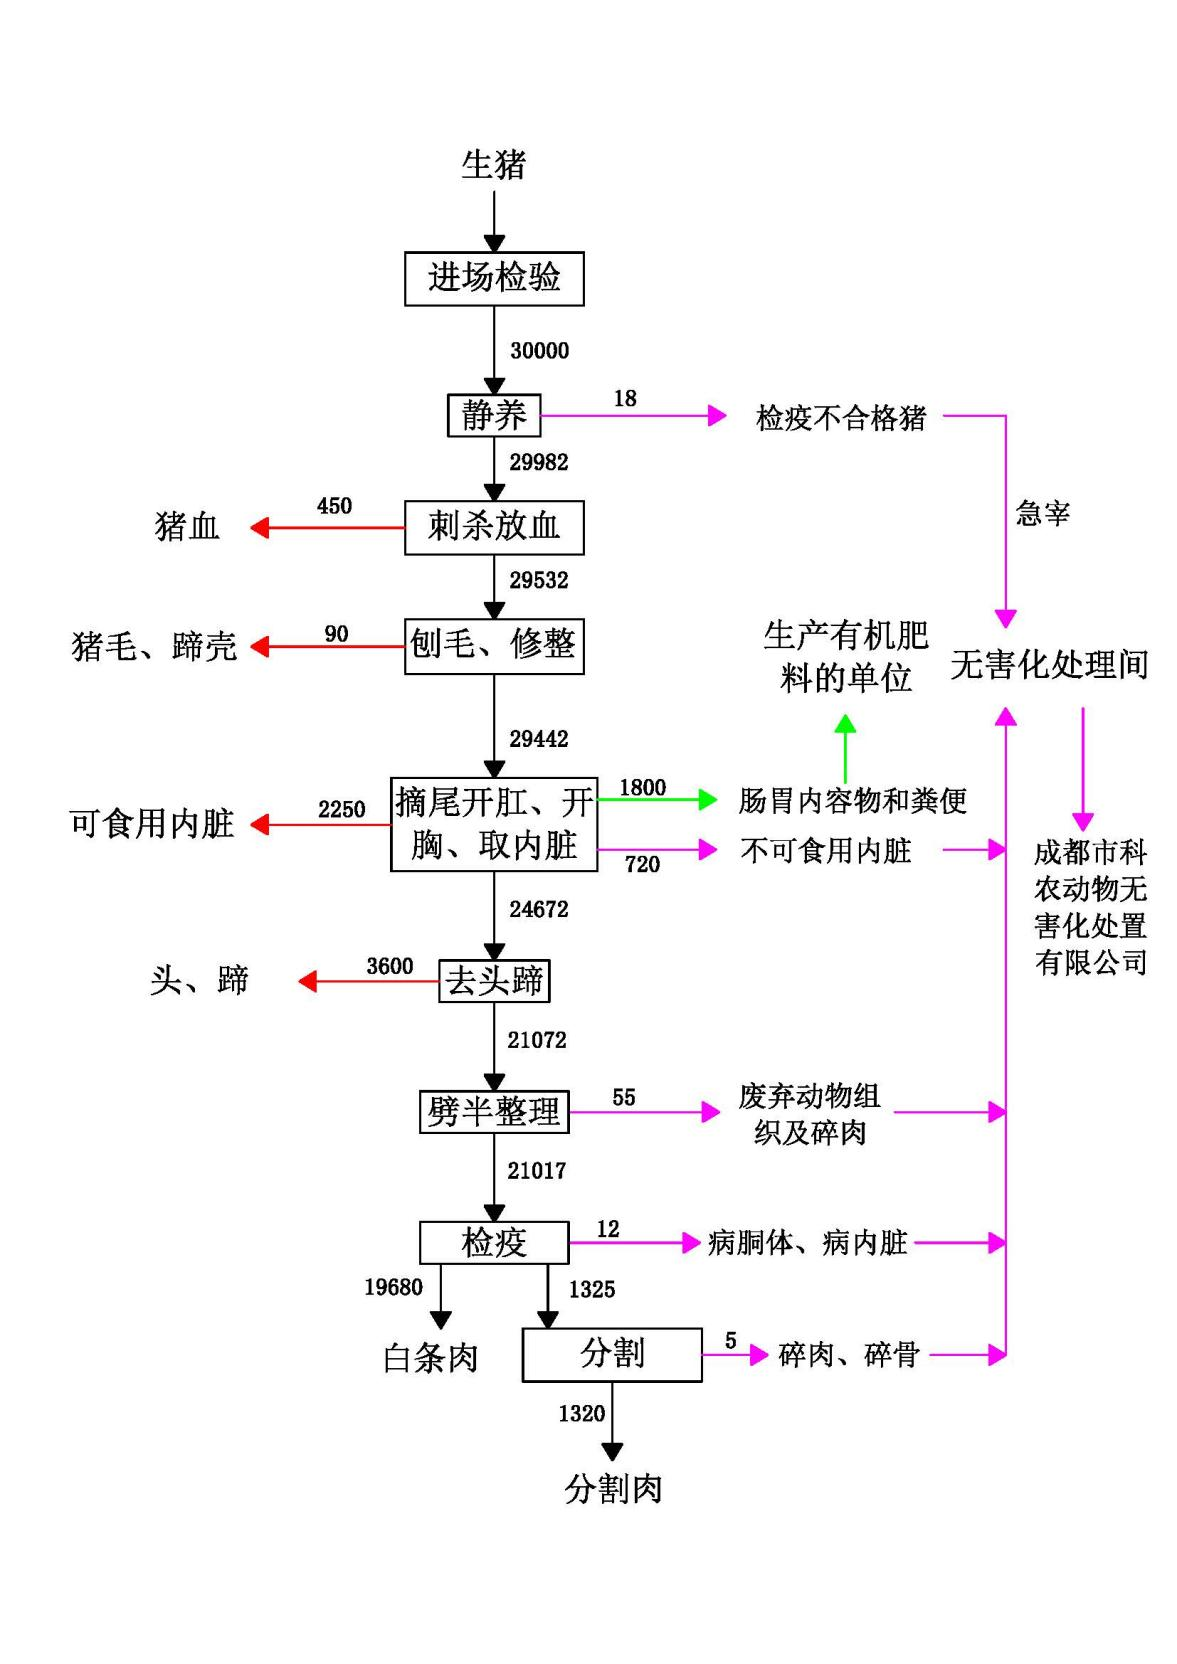 生猪
进场检验
30000
静养
18
检疫不合格猪
29982
急宰
450
猪血
刺杀放血
29532
90
猪毛、蹄壳
刨毛、修整
生产有机肥
料的单位
无害化处理间
29442
2250
可食用内脏
摘尾开肛、开
胸、取内脏
1800
肠胃内容物和粪便
720
不可食用内脏
成都市科
农动物无
害化处置
有限公司
24672
3600
头、蹄
去头蹄
21072
劈半整理
55
废弃动物组
织及碎肉
21017
检疫
12
病胴体、病内脏
19680
1325
白条肉
分割
5
碎肉、碎骨
1320
分割肉